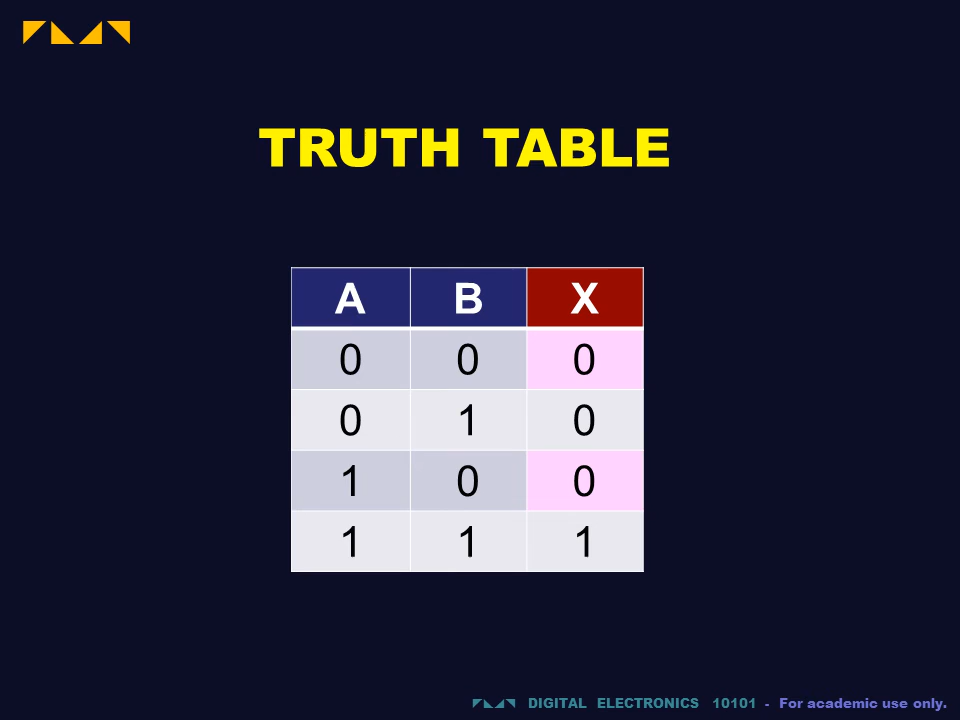 TRUTH TABLE
A B X
0 0 0
0 1 0
1 0 0
1 1 1
DIGITAL ELECTRONICS 10101 - For academic use only.